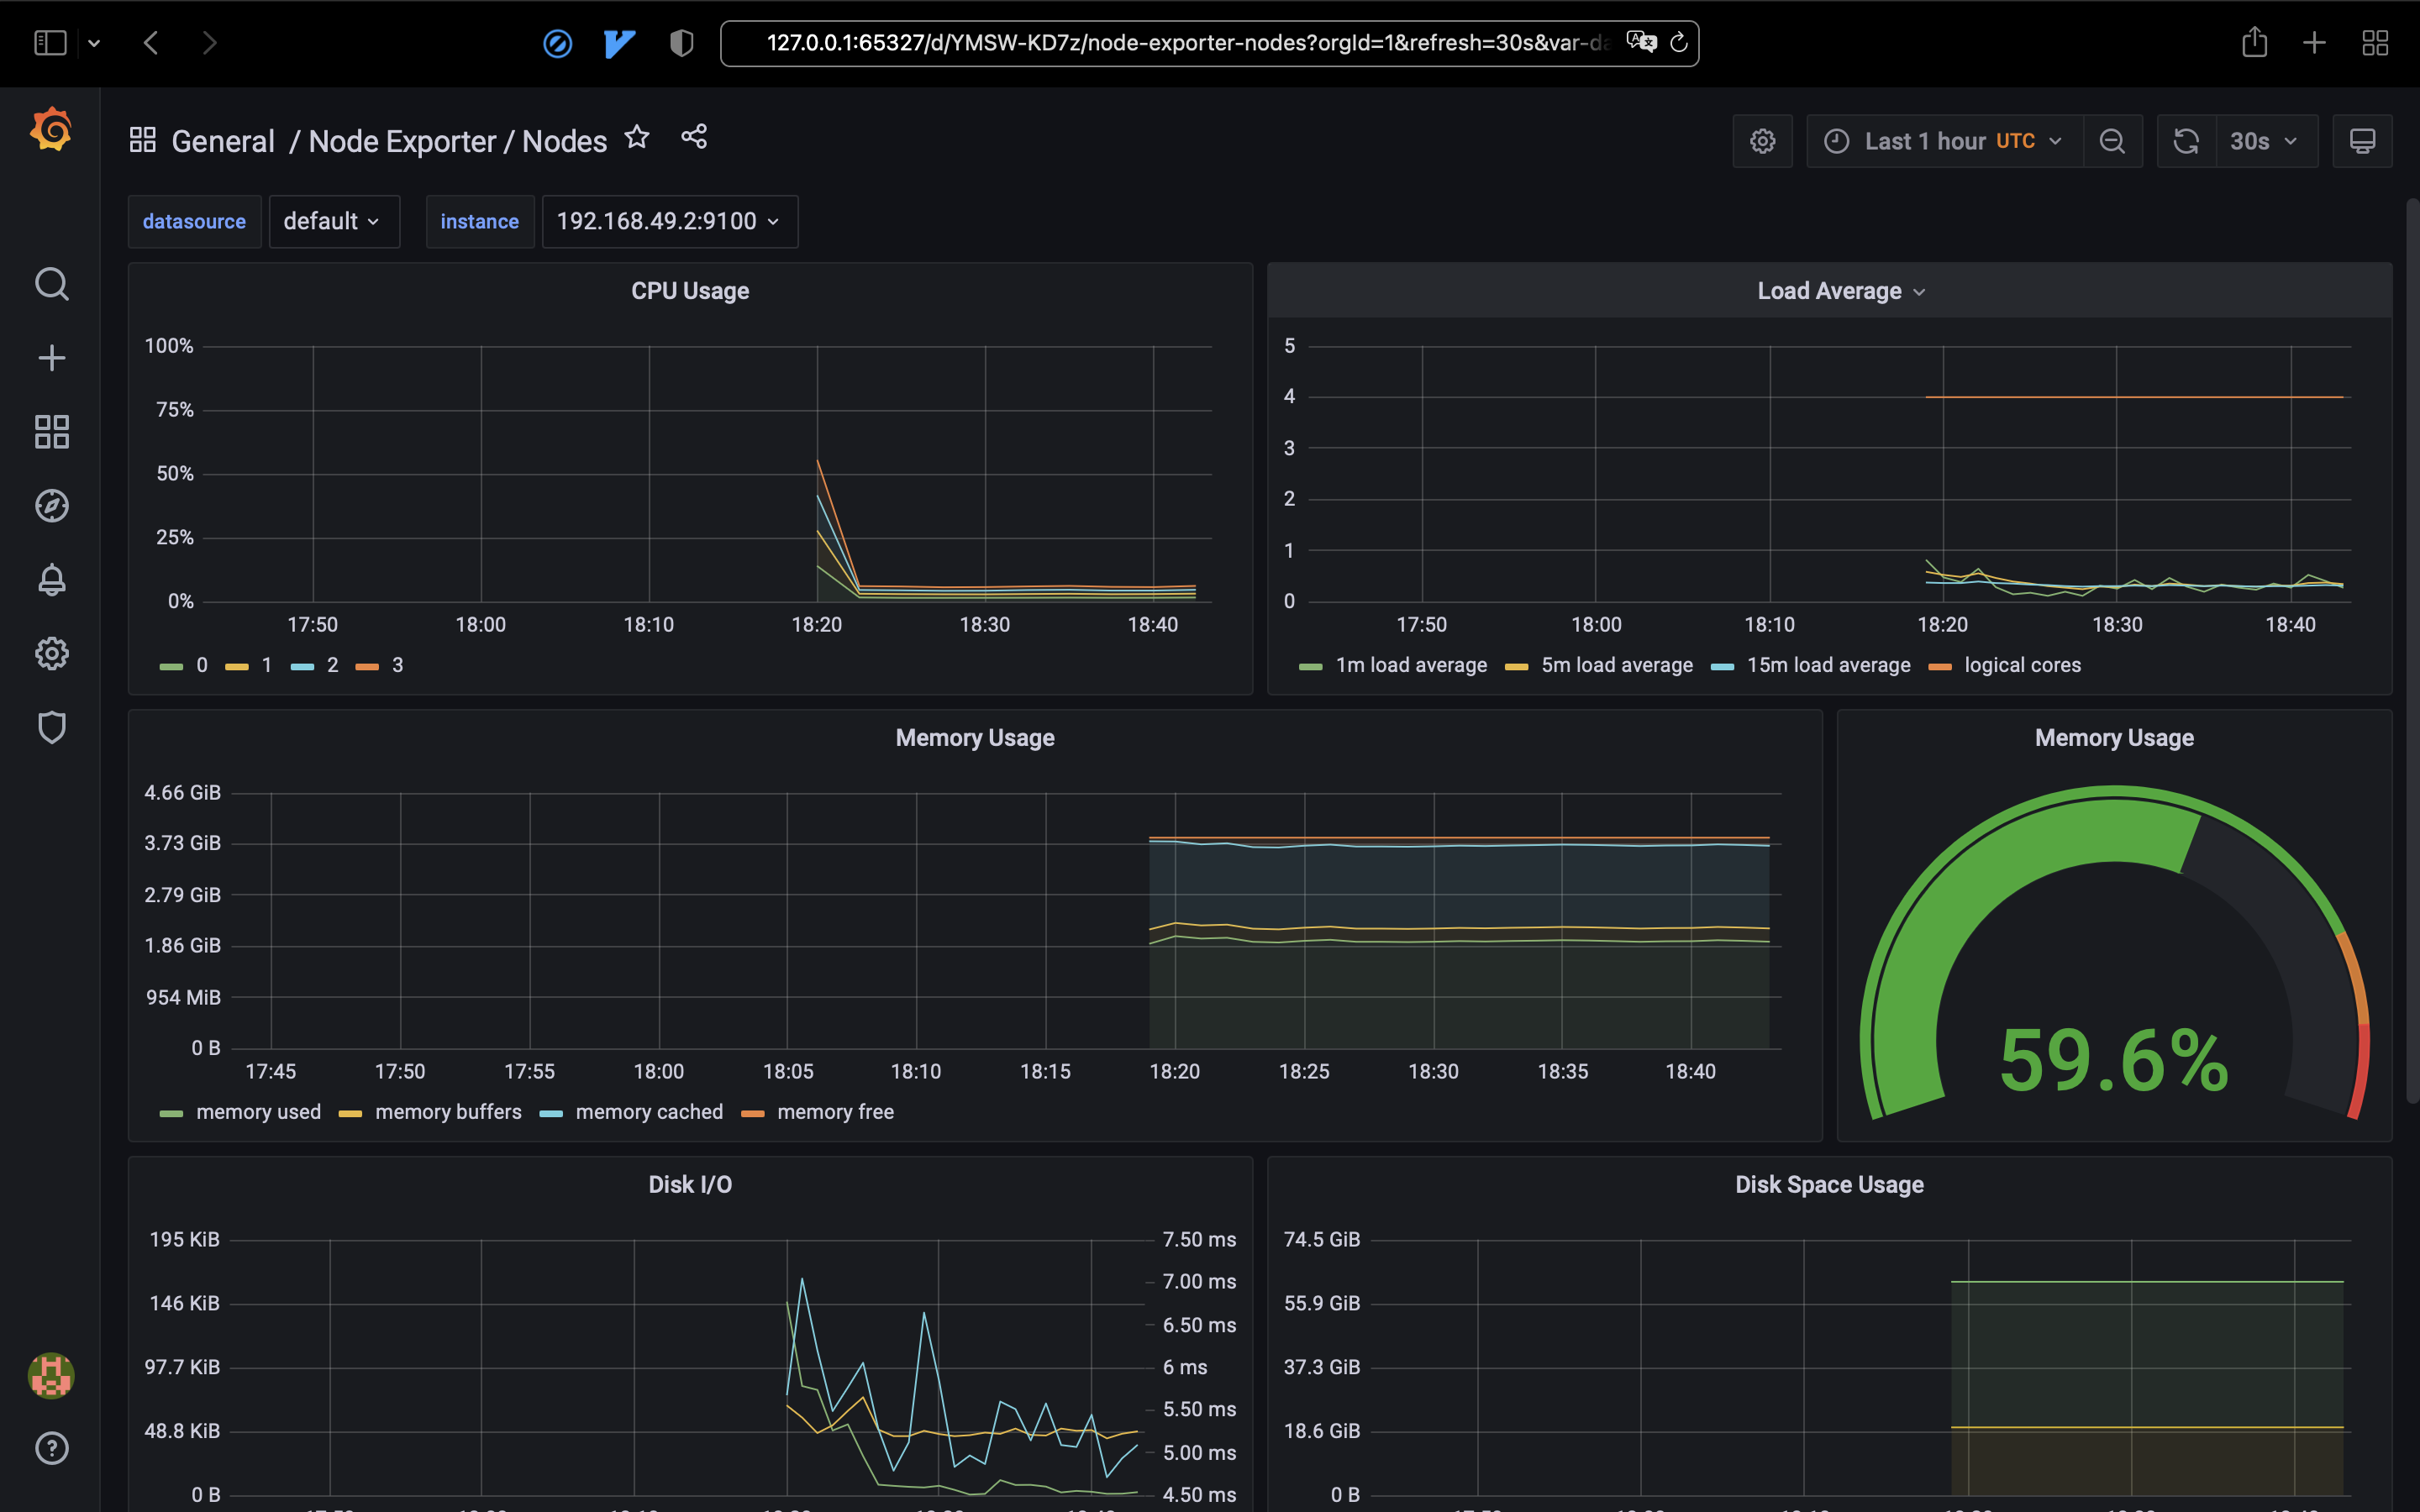 127.0.0.1:65327/d/YMSW-KD7z/node-exporter-nodes?orgId=1&refresh=30s&var-da
General / Node Exporter / Nodes
Last 1 hour UTC
30s
datasource default instance 192.168.49.2:9100
CPU Usage
100%
75%
50%
25%
0%
17:50 18:00 18:10 18:20 18:30 18:40
0 1 2 3
Load Average
5
4
3
2
1
0
17:50 18:00 18:10 18:20 18:30 18:40
1m load average 5m load average 15m load average logical cores
Memory Usage
4.66 GiB
3.73 GiB
2.79 GiB
1.86 GiB
954 MiB
0 B
17:45 17:50 17:55 18:00 18:05 18:10 18:15 18:20 18:25 18:30 18:35 18:40
memory used memory buffers memory cached memory free
Memory Usage
59.6%
Disk I/O
195 KiB
146 KiB
97.7 KiB
48.8 KiB
0 B
7.50 ms
7.00 ms
6.50 ms
6 ms
5.50 ms
5.00 ms
4.50 ms
Disk Space Usage
74.5 GiB
55.9 GiB
37.3 GiB
18.6 GiB
0 B